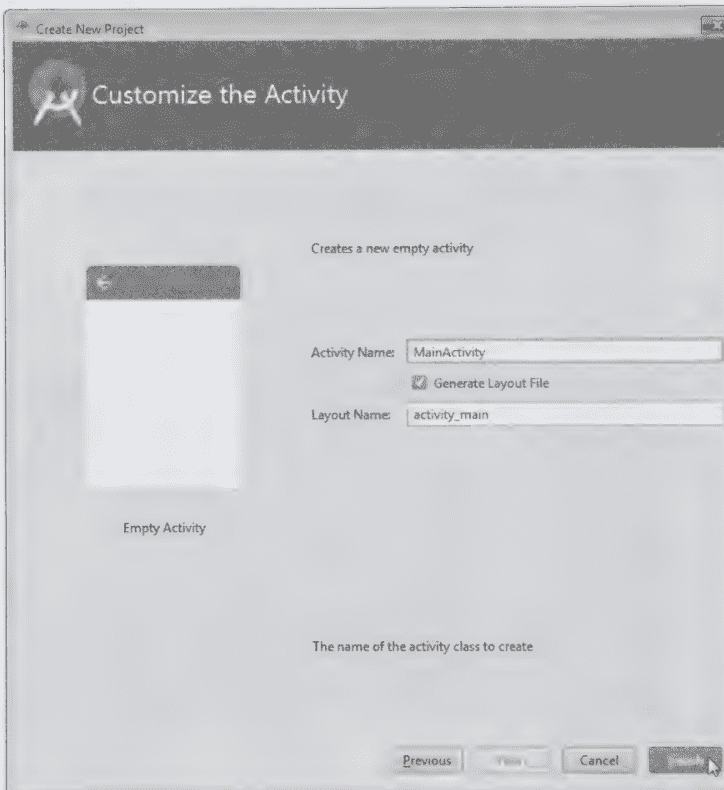 Create New Project
Customize the Activity
Creates a new empty activity
Activity Name: MainActivity
Generate Layout File
Layout Name: activity_main
Empty Activity
The name of the activity class to create
Previous
Cancel